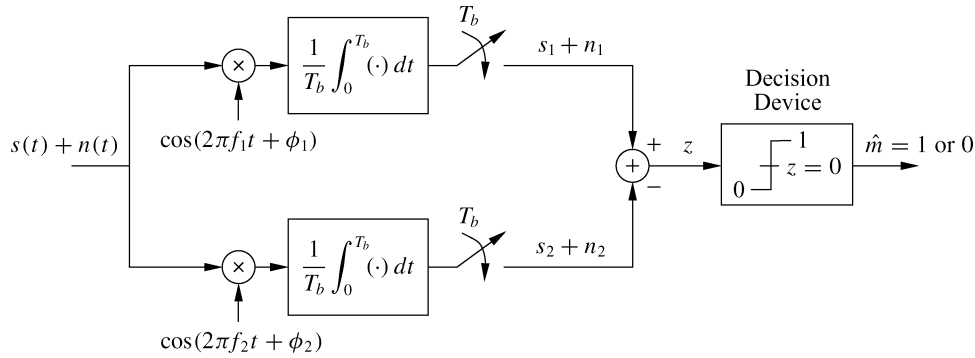 T_b
s_1 + n_1
× 1/T_b ∫_0^{T_b} (·) dt
cos(2πf_1t + ϕ_1)
Decision
Device
s(t) + n(t)
+ z 1 m̂ = 1 or 0
+ z = 0
− 0
T_b
s_2 + n_2
× 1/T_b ∫_0^{T_b} (·) dt
cos(2πf_2t + ϕ_2)